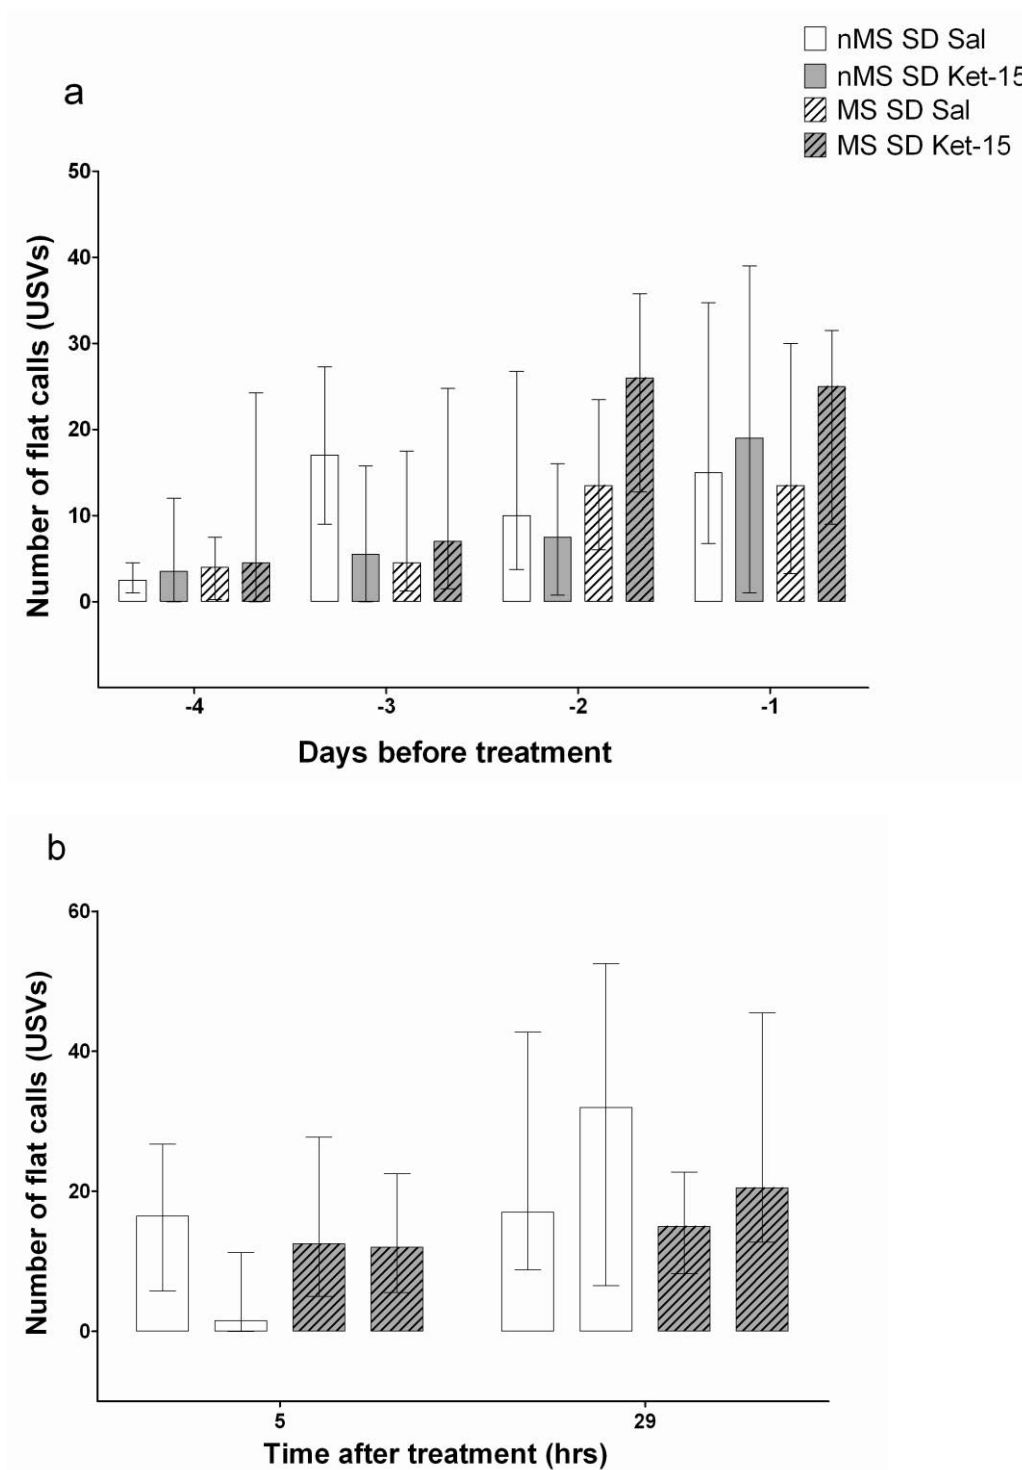 nMS SD Sal
nMS SD Ket-15
MS SD Sal
MS SD Ket-15
a
50
40
30
20
10
0
Number of flat calls (USVs)
-4 -3 -2 -1
Days before treatment
b
60
40
20
0
Number of flat calls (USVs)
5 29
Time after treatment (hrs)